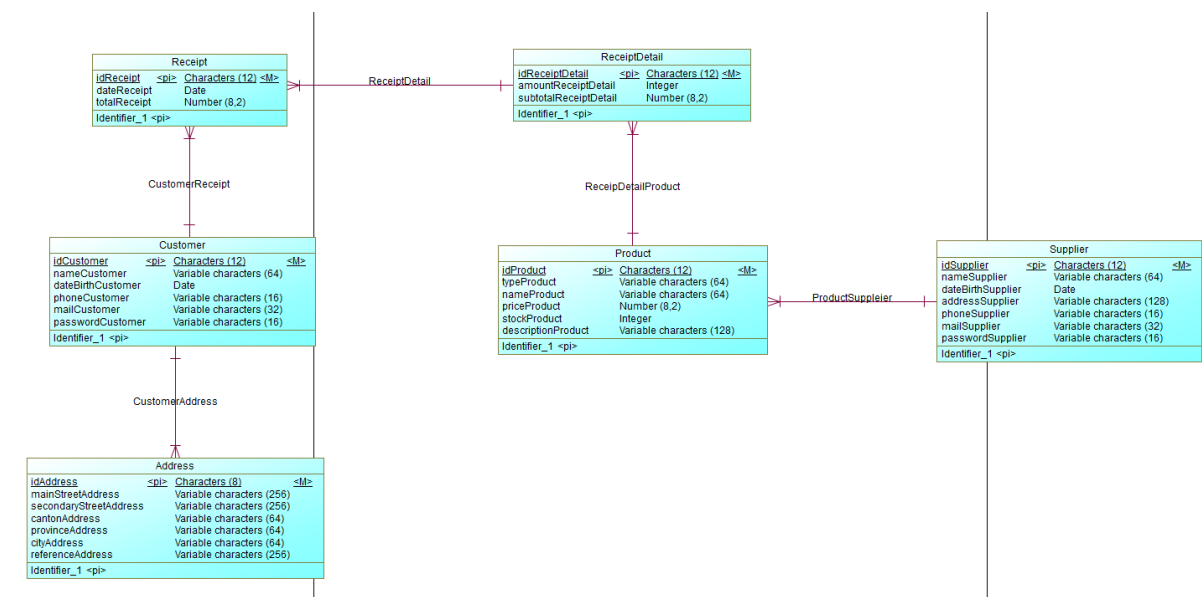 Receipt
idReceipt <pi> Characters (12) <M>
dateReceipt Date
totalReceipt Number (8,2)
Identifier_1 <pi>
ReceiptDetail
ReceiptDetail
idReceiptDetail <pi> Characters (12) <M>
amountReceiptDetail Integer
subtotalReceiptDetail Number (8,2)
Identifier_1 <pi>
CustomerReceipt
ReceipDetailProduct
Customer
idCustomer <pi> Characters (12) <M>
nameCustomer Variable characters (64)
dateBirthCustomer Date
phoneCustomer Variable characters (16)
mailCustomer Variable characters (32)
passwordCustomer Variable characters (16)
Identifier_1 <pi>
Product
idProduct <pi> Characters (12) <M>
typeProduct Variable characters (64)
nameProduct Variable characters (64)
priceProduct Number (8,2)
stockProduct Integer
descriptionProduct Variable characters (128)
Identifier_1 <pi>
ProductSuppleier
Supplier
idSupplier <pi> Characters (12) <M>
nameSupplier Variable characters (64)
dateBirthSupplier Date
addressSupplier Variable characters (128)
phoneSupplier Variable characters (16)
mailSupplier Variable characters (32)
passwordSupplier Variable characters (16)
Identifier_1 <pi>
CustomerAddress
Address
idAddress <pi> Characters (8) <M>
mainStreetAddress Variable characters (256)
secondaryStreetAddress Variable characters (256)
cantonAddress Variable characters (64)
provinceAddress Variable characters (64)
cityAddress Variable characters (64)
referenceAddress Variable characters (256)
Identifier_1 <pi>